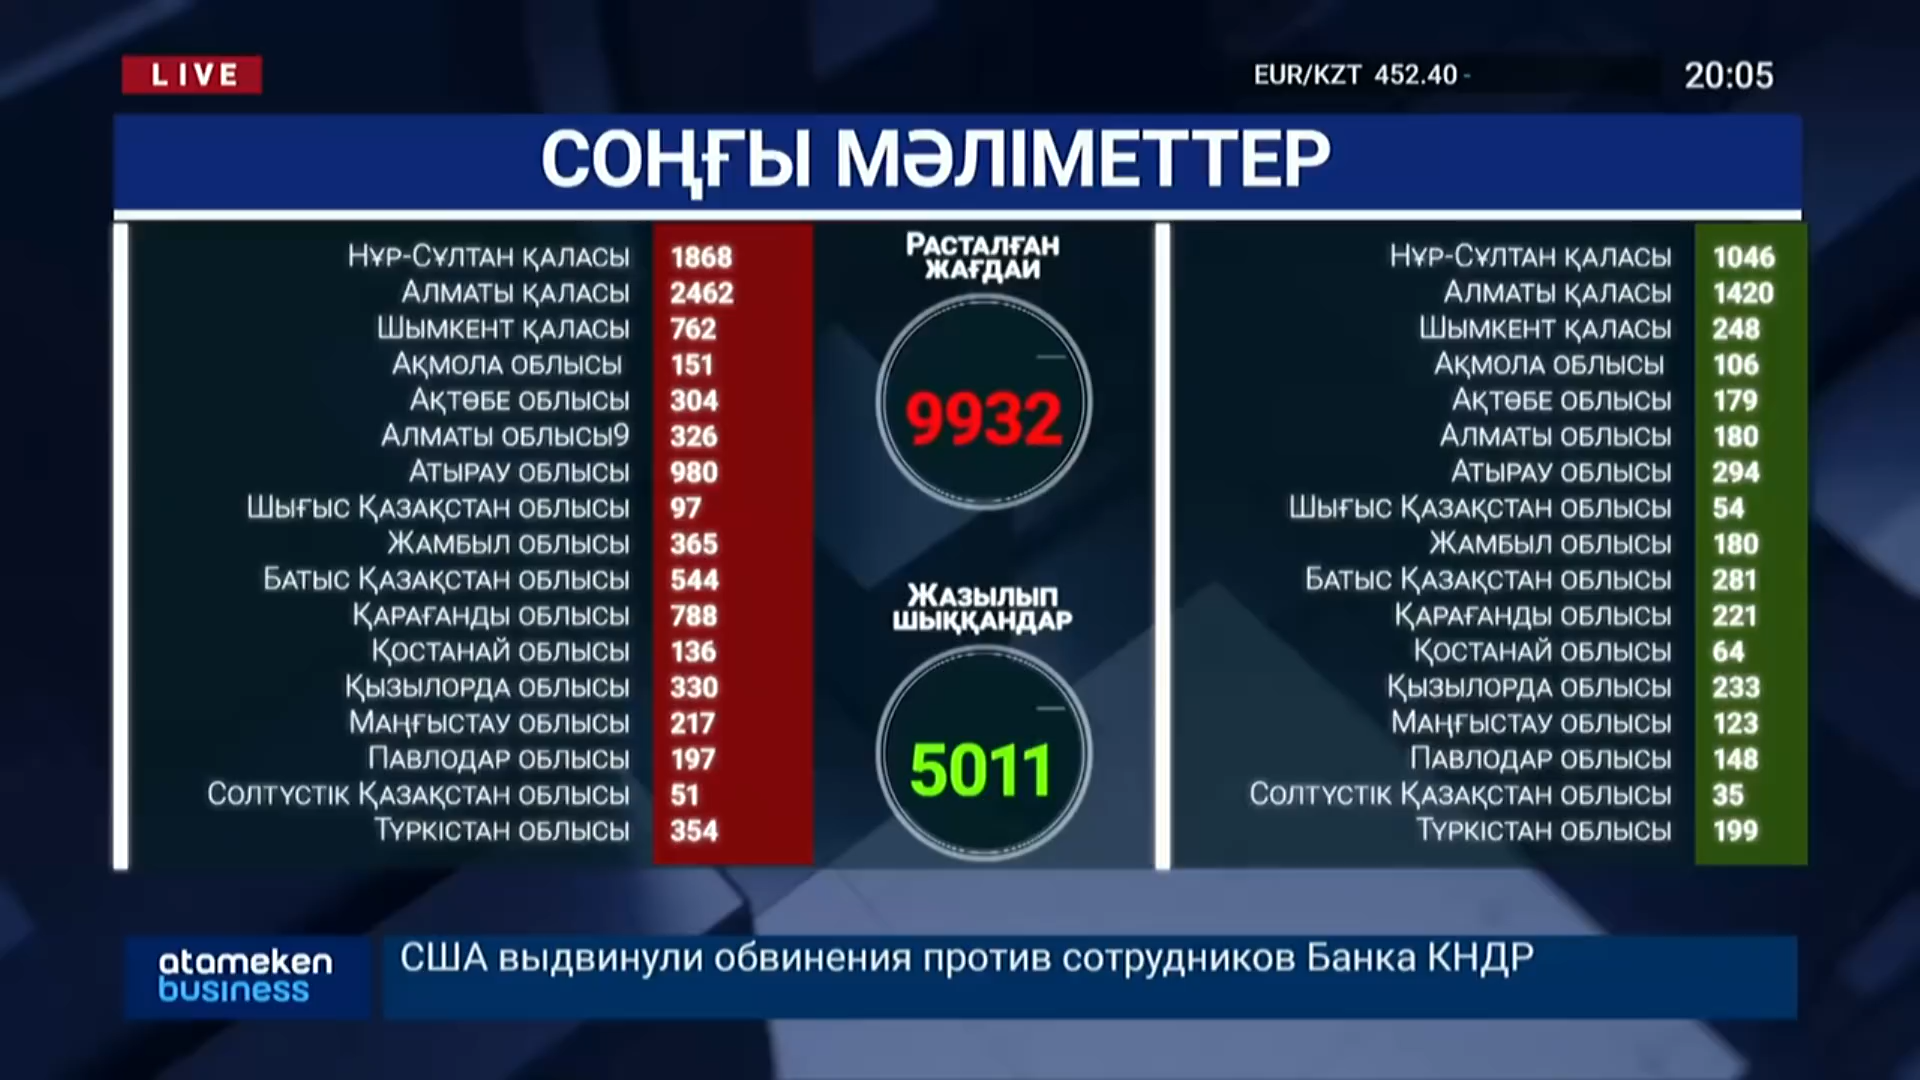 LIVE
EUR/KZT 452.40 -
20:05
СОҢҒЫ МӘЛІМЕТТЕР
НҰР-СҰЛТАН ҚАЛАСЫ 1868
АЛМАТЫ ҚАЛАСЫ 2462
ШЫМКЕНТ ҚАЛАСЫ 762
АҚМОЛА ОБЛЫСЫ 151
АҚТӨБЕ ОБЛЫСЫ 304
АЛМАТЫ ОБЛЫСЫ9 326
АТЫРАУ ОБЛЫСЫ 980
ШЫҒЫС ҚАЗАҚСТАН ОБЛЫСЫ 97
ЖАМБЫЛ ОБЛЫСЫ 365
БАТЫС ҚАЗАҚСТАН ОБЛЫСЫ 544
ҚАРАҒАНДЫ ОБЛЫСЫ 788
ҚОСТАНАЙ ОБЛЫСЫ 136
ҚЫЗЫЛОРДА ОБЛЫСЫ 330
МАҢҒЫСТАУ ОБЛЫСЫ 217
ПАВЛОДАР ОБЛЫСЫ 197
СОЛТҮСТІК ҚАЗАҚСТАН ОБЛЫСЫ 51
ТҮРКІСТАН ОБЛЫСЫ 354
РАСТАЛҒАН
ЖАҒДАЙ
9932
ЖАЗЫЛЫП
ШЫҚҚАНДАР
5011
НҰР-СҰЛТАН ҚАЛАСЫ 1046
АЛМАТЫ ҚАЛАСЫ 1420
ШЫМКЕНТ ҚАЛАСЫ 248
АҚМОЛА ОБЛЫСЫ 106
АҚТӨБЕ ОБЛЫСЫ 179
АЛМАТЫ ОБЛЫСЫ 180
АТЫРАУ ОБЛЫСЫ 294
ШЫҒЫС ҚАЗАҚСТАН ОБЛЫСЫ 54
ЖАМБЫЛ ОБЛЫСЫ 180
БАТЫС ҚАЗАҚСТАН ОБЛЫСЫ 281
ҚАРАҒАНДЫ ОБЛЫСЫ 221
ҚОСТАНАЙ ОБЛЫСЫ 64
ҚЫЗЫЛОРДА ОБЛЫСЫ 233
МАҢҒЫСТАУ ОБЛЫСЫ 123
ПАВЛОДАР ОБЛЫСЫ 148
СОЛТҮСТІК ҚАЗАҚСТАН ОБЛЫСЫ 35
ТҮРКІСТАН ОБЛЫСЫ 199
atameken
business
США выдвинули обвинения против сотрудников Банка КНДР